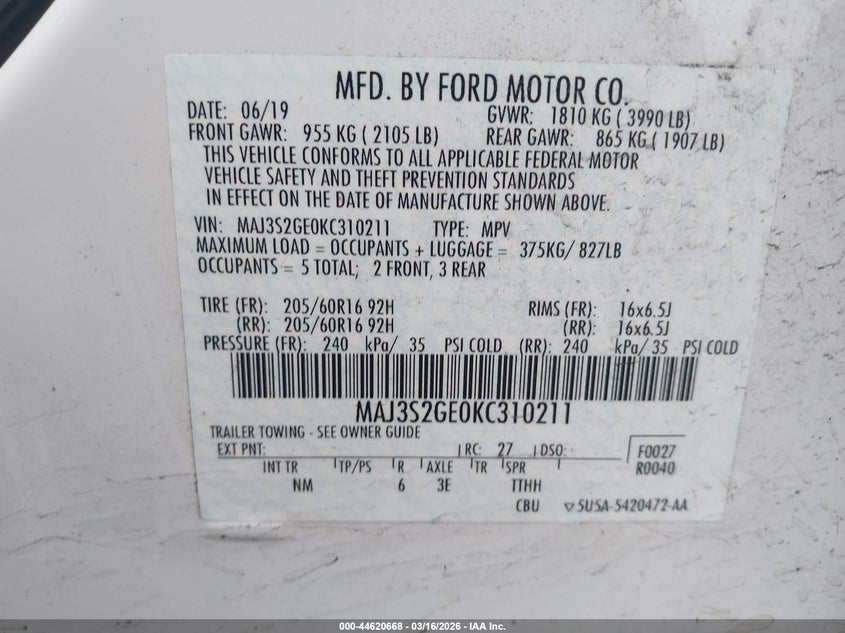 MFD. BY FORD MOTOR CO.
DATE: 06/19 GVWR: 1810 KG ( 3990 LB)
FRONT GAWR: 955 KG ( 2105 LB) REAR GAWR: 865 KG ( 1907 LB)
THIS VEHICLE CONFORMS TO ALL APPLICABLE FEDERAL MOTOR
VEHICLE SAFETY AND THEFT PREVENTION STANDARDS
IN EFFECT ON THE DATE OF MANUFACTURE SHOWN ABOVE.
VIN: MAJ3S2GE0KC310211 TYPE: MPV
MAXIMUM LOAD = OCCUPANTS + LUGGAGE = 375KG/ 827LB
OCCUPANTS = 5 TOTAL; 2 FRONT, 3 REAR
TIRE (FR): 205/60R16 92H RIMS (FR): 16x6.5J
(RR): 205/60R16 92H (RR): 16x6.5J
PRESSURE (FR): 240 kPa/ 35 PSI COLD (RR): 240 kPa/ 35 PSI COLD
MAJ3S2GE0KC310211
TRAILER TOWING - SEE OWNER GUIDE
EXT PNT: RC: 27 DSO: F0027
INT TR TP/PS R AXLE TR SPR R0040
NM 6 3E TTHH
CBU ▽ 5U5A-5420472-AA
000-44620668 - 03/16/2026 - IAA Inc.